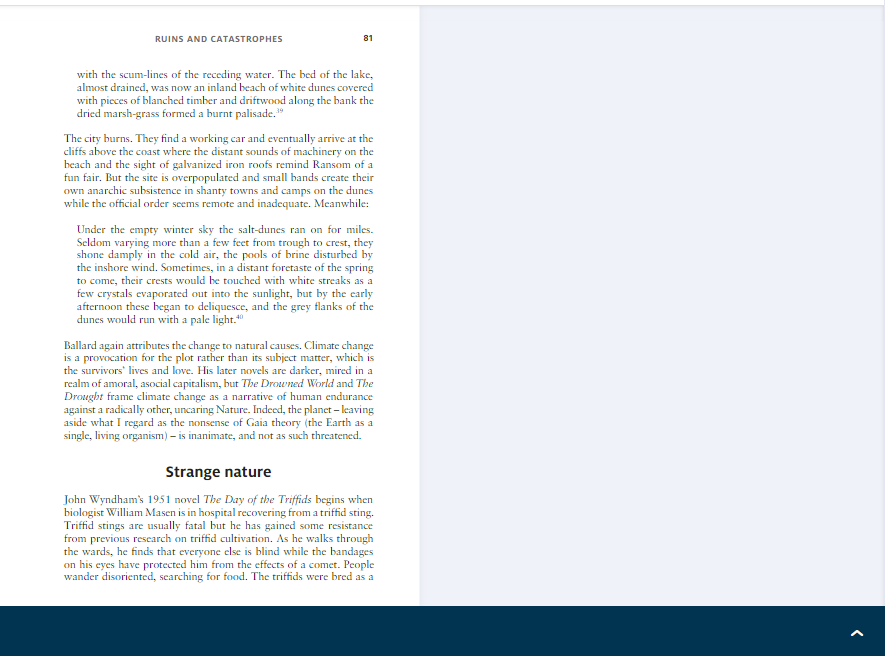 RUINS AND CATASTROPHES 81
with the scum-lines of the receding water. The bed of the lake,
almost drained, was now an inland beach of white dunes covered
with pieces of blanched timber and driftwood along the bank the
dried marsh-grass formed a burnt palisade.39
The city burns. They find a working car and eventually arrive at the
cliffs above the coast where the distant sounds of machinery on the
beach and the sight of galvanized iron roofs remind Ransom of a
fun fair. But the site is overpopulated and small bands create their
own anarchic subsistence in shanty towns and camps on the dunes
while the official order seems remote and inadequate. Meanwhile:
Under the empty winter sky the salt-dunes ran on for miles.
Seldom varying more than a few feet from trough to crest, they
shone damply in the cold air, the pools of brine disturbed by
the inshore wind. Sometimes, in a distant foretaste of the spring
to come, their crests would be touched with white streaks as a
few crystals evaporated out into the sunlight, but by the early
afternoon these began to deliquesce, and the grey flanks of the
dunes would run with a pale light.40
Ballard again attributes the change to natural causes. Climate change
is a provocation for the plot rather than its subject matter, which is
the survivors' lives and love. His later novels are darker, mired in a
realm of amoral, asocial capitalism, but The Drowned World and The
Drought frame climate change as a narrative of human endurance
against a radically other, uncaring Nature. Indeed, the planet – leaving
aside what I regard as the nonsense of Gaia theory (the Earth as a
single, living organism) – is inanimate, and not as such threatened.
Strange nature
John Wyndham's 1951 novel The Day of the Triffids begins when
biologist William Masen is in hospital recovering from a triffid sting.
Triffid stings are usually fatal but he has gained some resistance
from previous research on triffid cultivation. As he walks through
the wards, he finds that everyone else is blind while the bandages
on his eyes have protected him from the effects of a comet. People
wander disoriented, searching for food. The triffids were bred as a